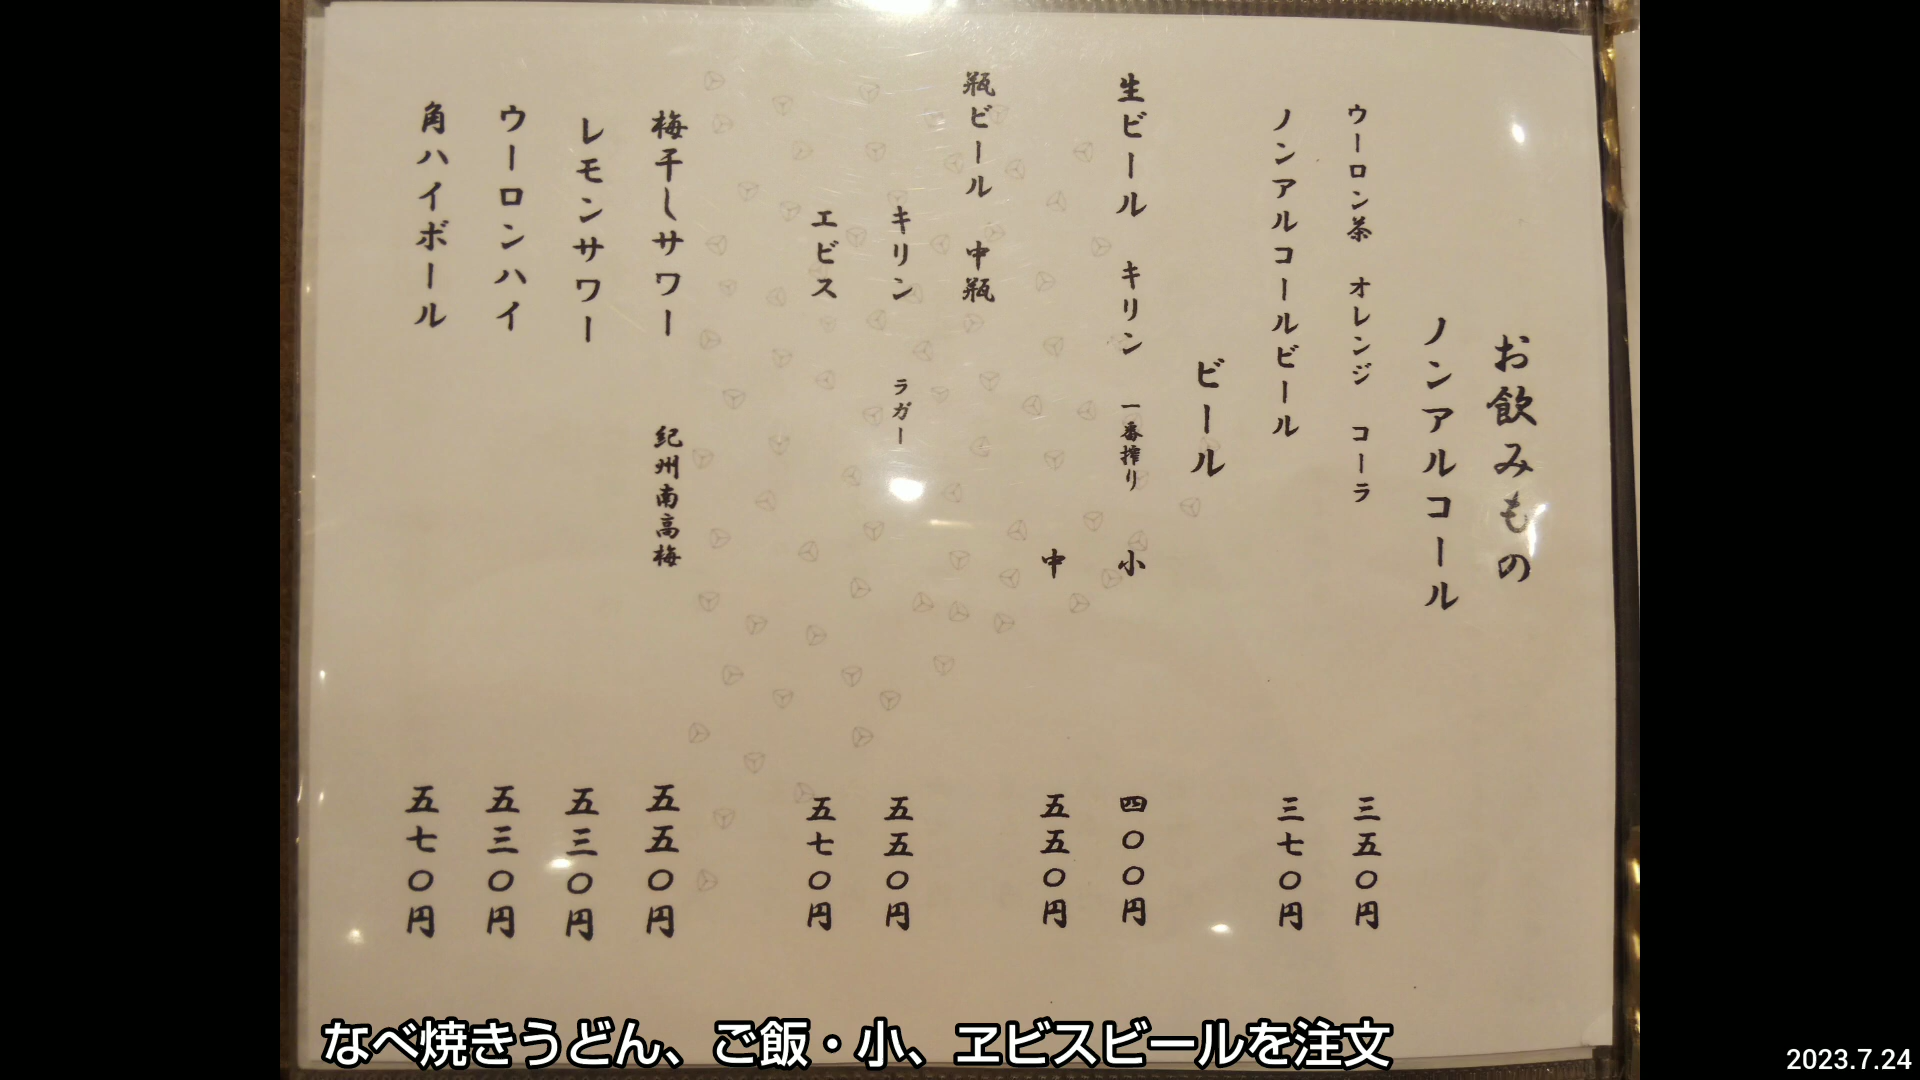 お飲みもの
ノンアルコール
ウーロン茶 オレンジ コーラ 三五〇円
ノンアルコールビール 三七〇円
ビール
生ビール キリン 一番搾り 小 四〇〇円
中 五五〇円
瓶ビール 中瓶
キリン ラガー 五五〇円
ヱビス 五七〇円
梅干しサワー 紀州南高梅 五五〇円
レモンサワー 五三〇円
ウーロンハイ 五三〇円
角ハイボール 五七〇円
なべ焼きうどん、ご飯・小、ヱビスビールを注文
2023.7.24